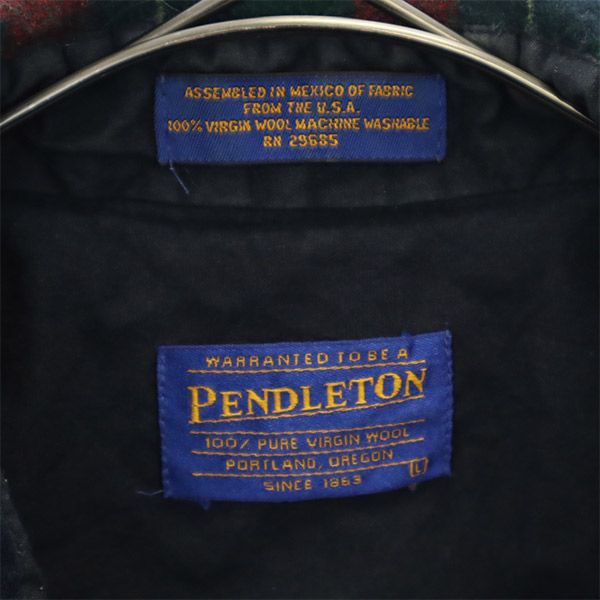 ASSEMBLED IN MEXICO OF FABRIC
FROM THE U.S.A.
100% VIRGIN WOOL MACHINE WASHABLE
RN 29685
WARRANTED TO BE A
PENDLETON
100% PURE VIRGIN WOOL
PORTLAND, OREGON
SINCE 1863
L